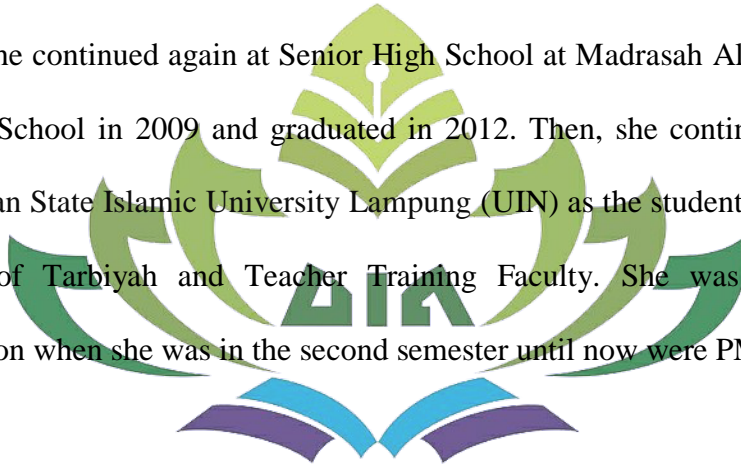 ne continued again at Senior High School at Madrasah Al
School in 2009 and graduated in 2012. Then, she contin
an State Islamic University Lampung (UIN) as the student
of Tarbiyah and Teacher Training Faculty. She was
on when she was in the second semester until now were PM